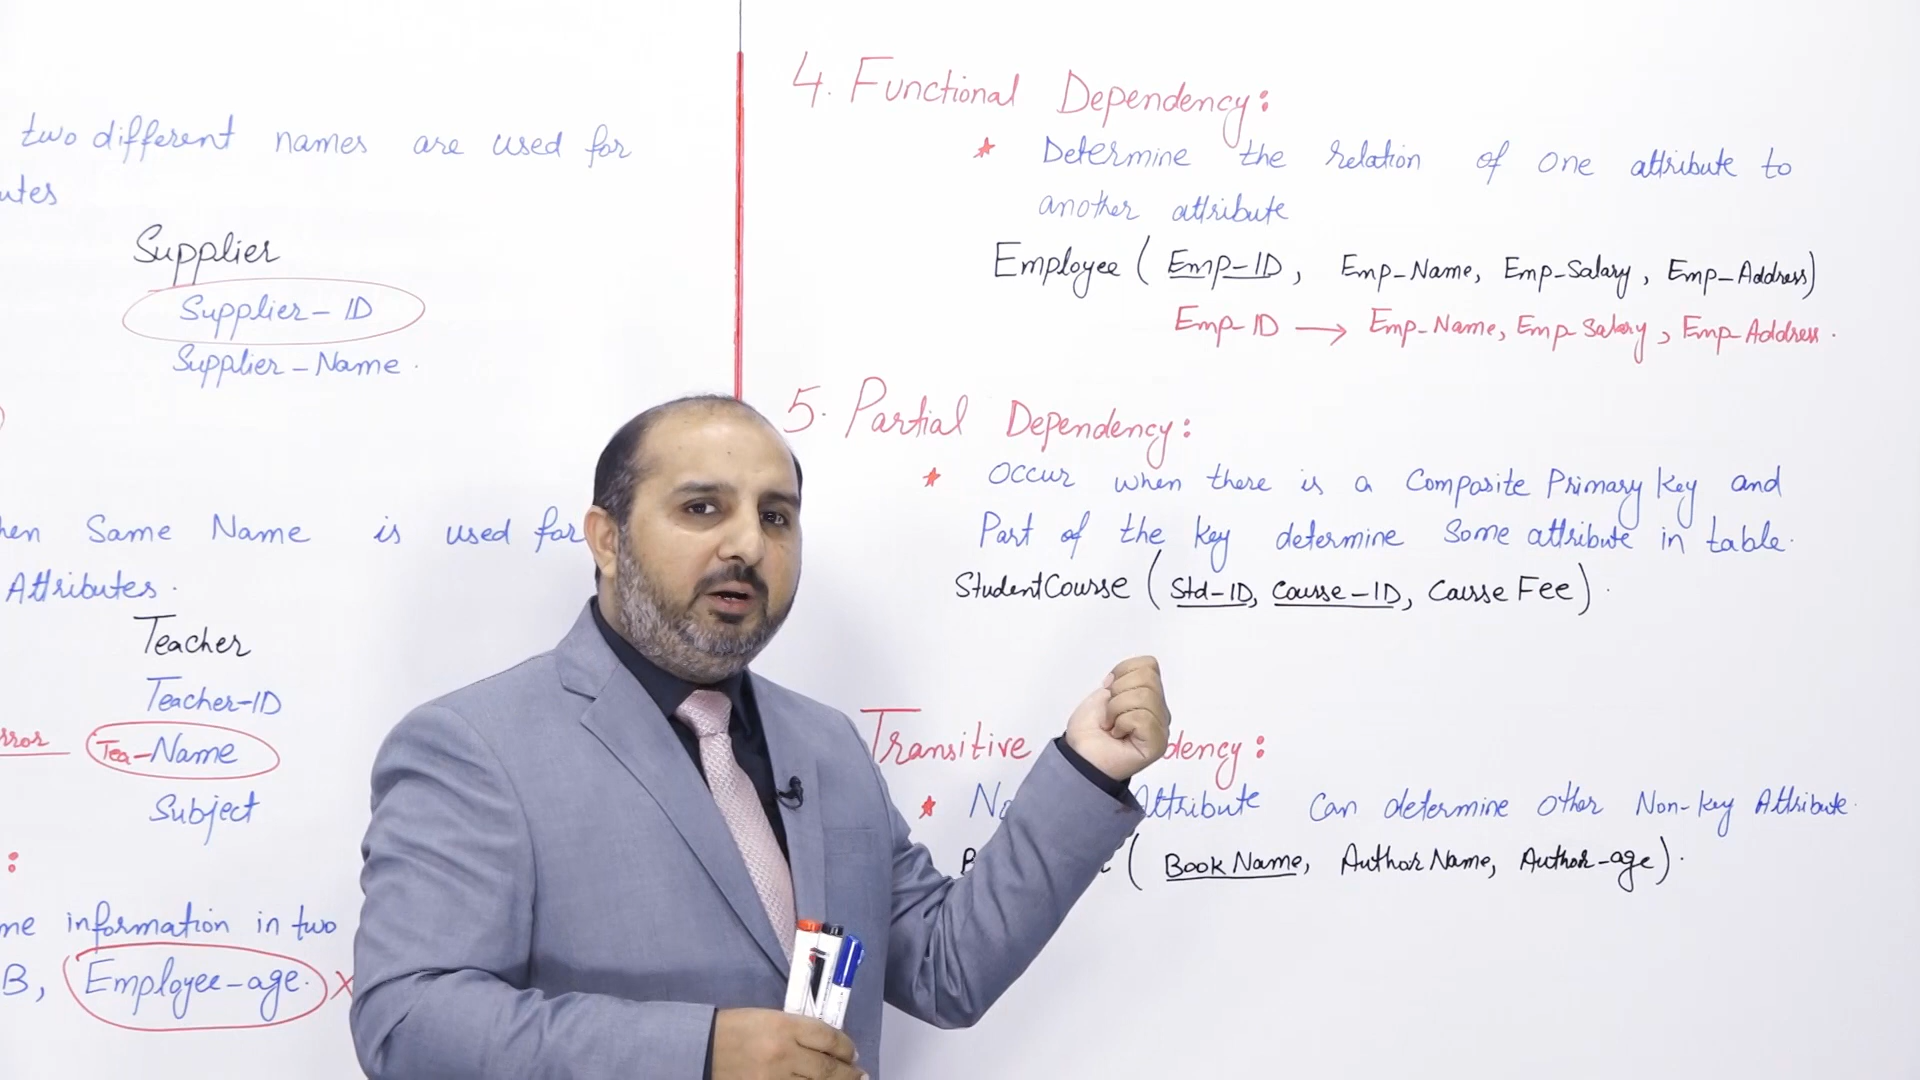 two different names are used for
Supplier
Supplier-ID
Supplier-Name.
Same Name is used for
Attributes.
Teacher
Teacher-ID
Tea-Name
Subject
:
information in two
B, Employee-age. X
4. Functional Dependency:
* Determine the relation of one attribute to
another attribute
Employee (Emp-ID, Emp-Name, Emp-Salary, Emp-Address)
Emp-ID → Emp-Name, Emp Salary, Emp-Address.
5. Partial Dependency:
* Occur when there is a Composite Primary Key and
Part of the key determine some attribute in table.
StudentCourse (Std-ID, Course-ID, Course Fee).
Transitive :
* Attribute Can determine other Non-key Attribute.
(Book Name, Author Name, Author-age).